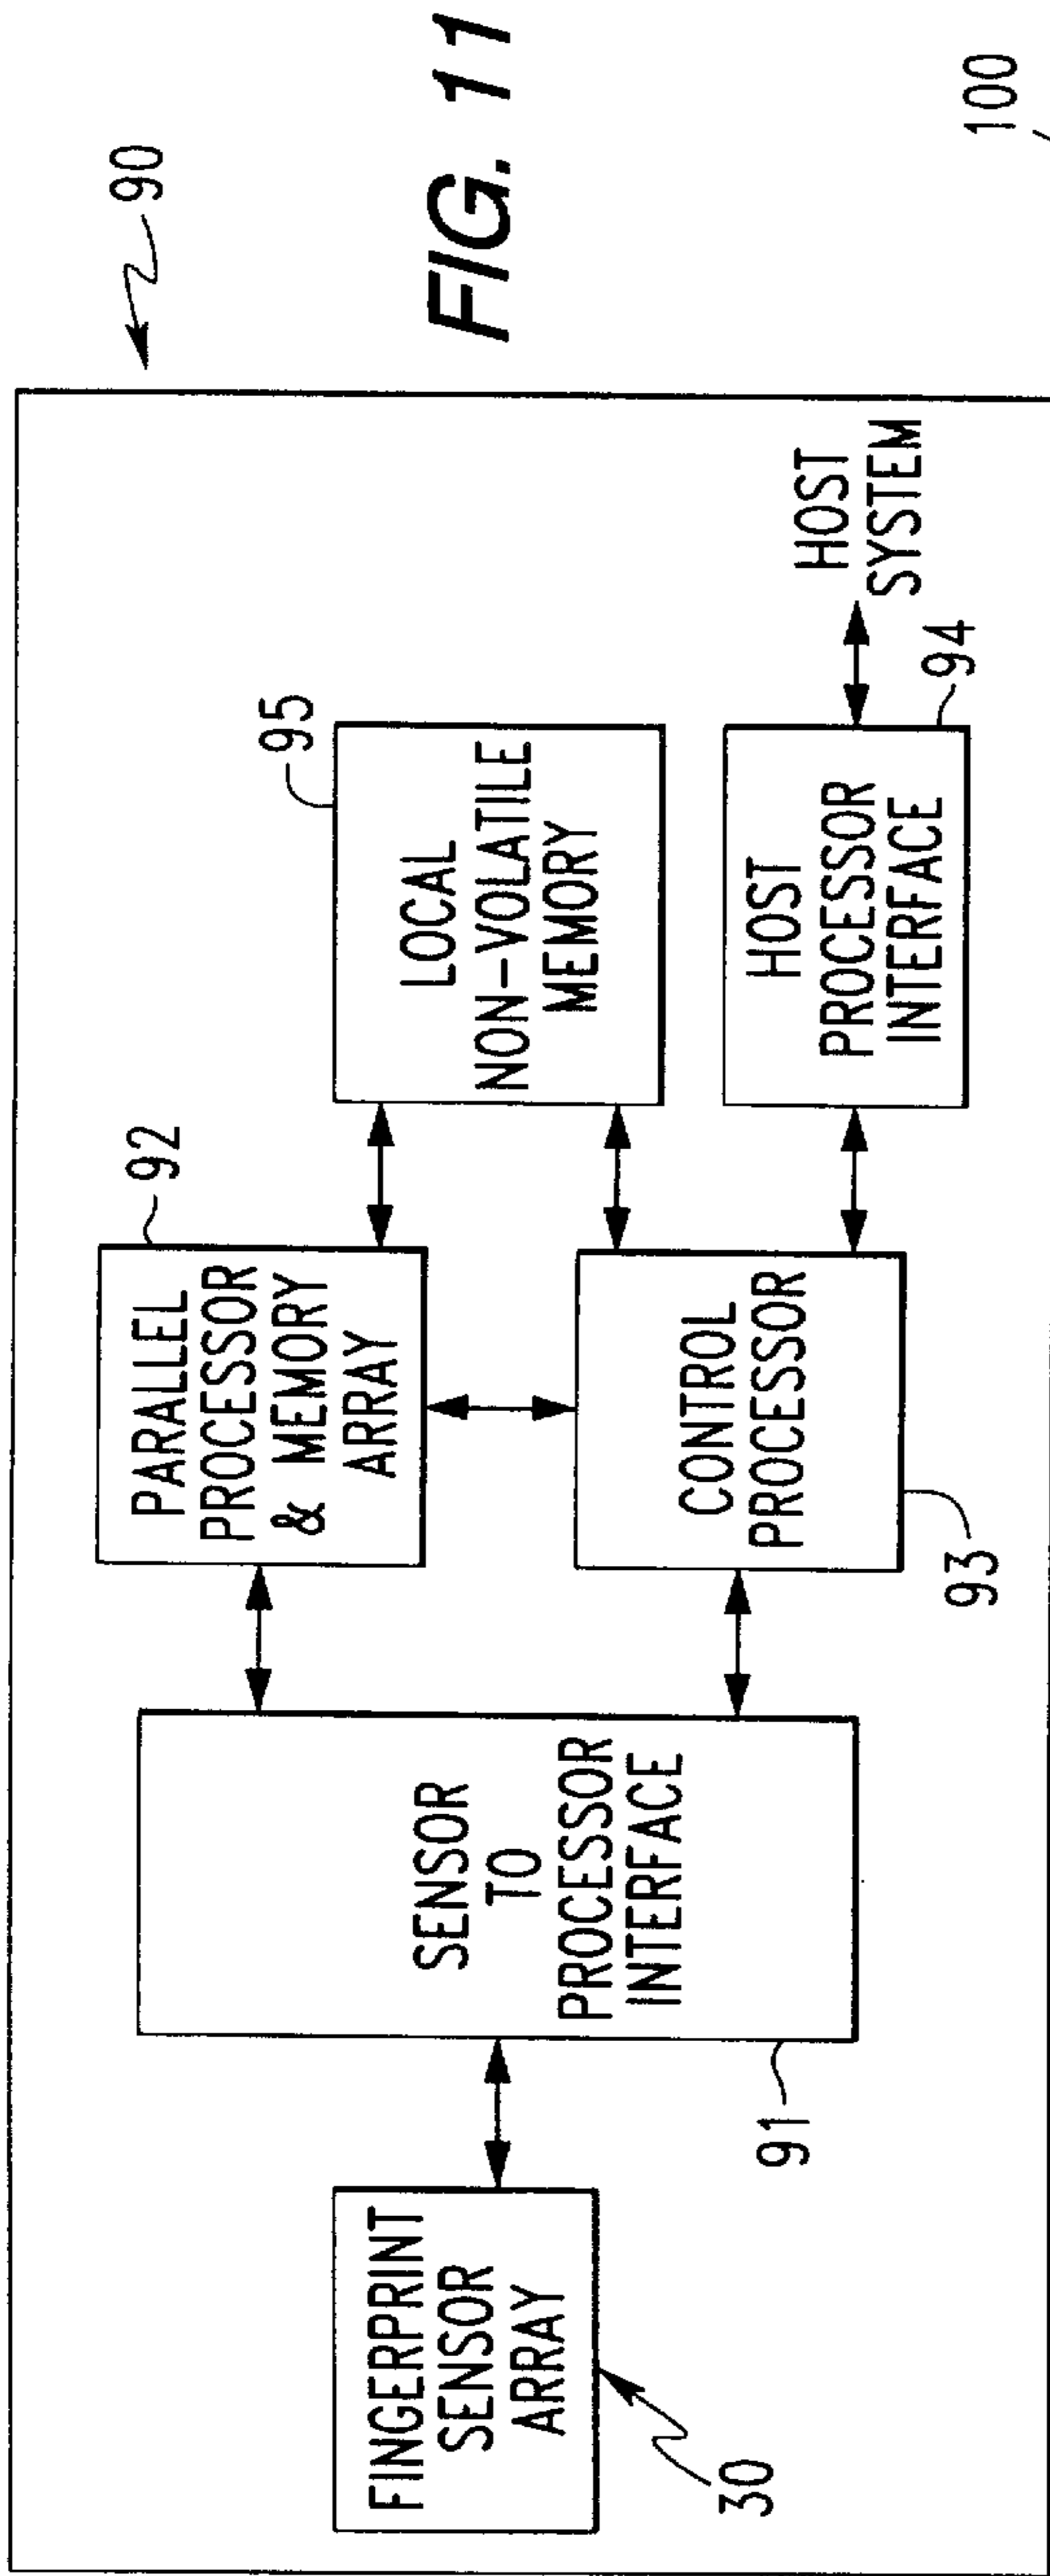 90
FIG. 11
100
92
PARALLEL
PROCESSOR
& MEMORY
ARRAY
95
LOCAL
NON-VOLATILE
MEMORY
FINGERPRINT
SENSOR
ARRAY
30
SENSOR
TO
PROCESSOR
INTERFACE
91
CONTROL
PROCESSOR
93
HOST
PROCESSOR
INTERFACE
94
HOST
SYSTEM